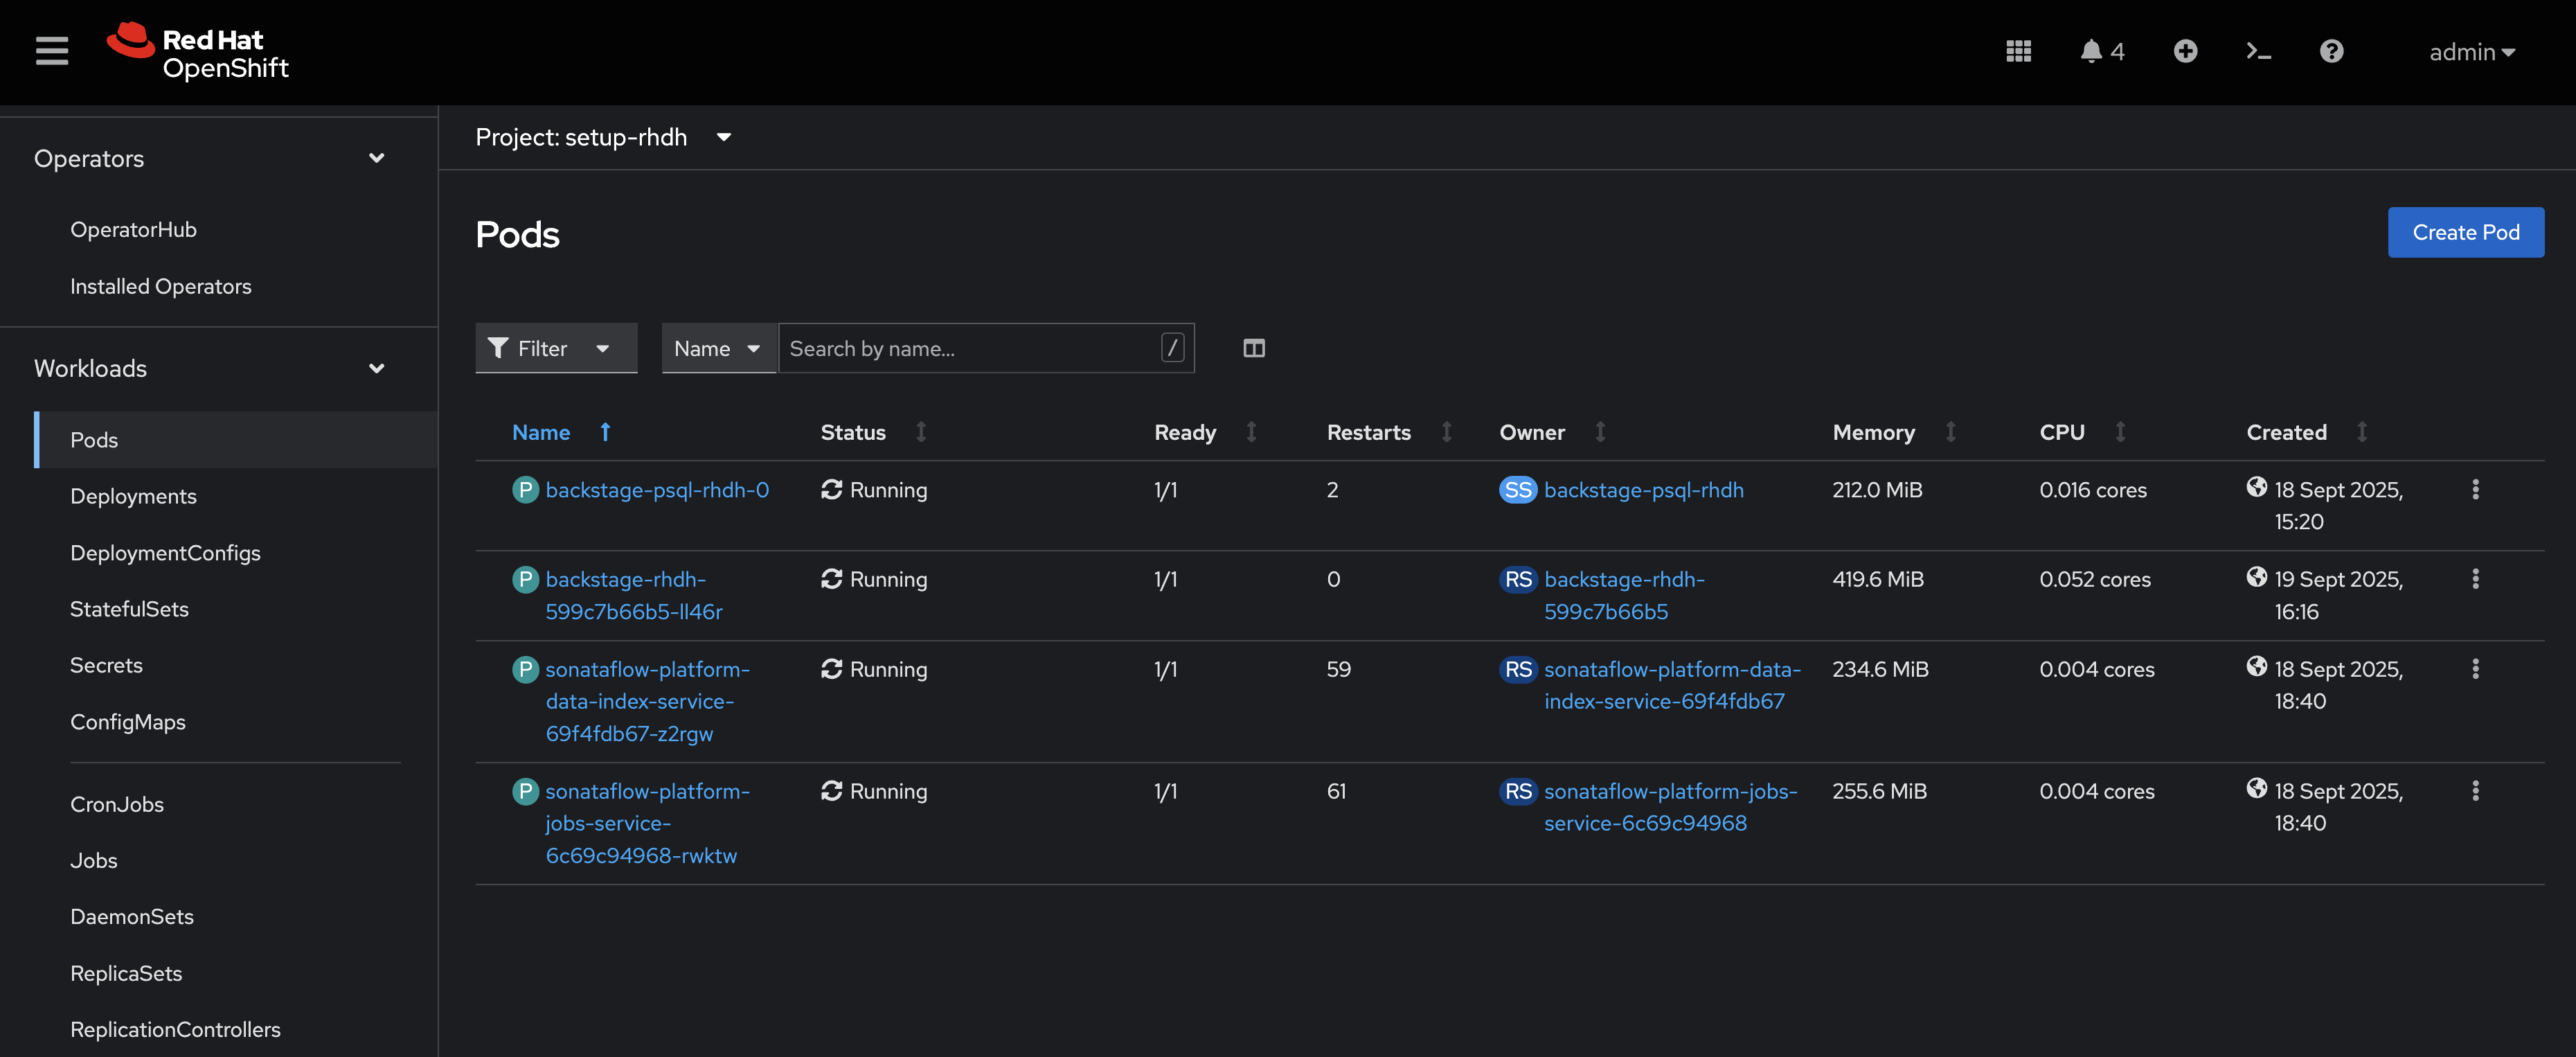 Red Hat
OpenShift
4
admin
Operators
OperatorHub
Installed Operators
Workloads
Pods
Deployments
DeploymentConfigs
StatefulSets
Secrets
ConfigMaps
CronJobs
Jobs
DaemonSets
ReplicaSets
ReplicationControllers
Project: setup-rhdh
Pods
Create Pod
Filter
Name
Search by name...
/
Name Status Ready Restarts Owner Memory CPU Created
P backstage-psql-rhdh-0 Running 1/1 2 SS backstage-psql-rhdh 212.0 MiB 0.016 cores 18 Sept 2025,
15:20
P backstage-rhdh- Running 1/1 0 RS backstage-rhdh- 419.6 MiB 0.052 cores 19 Sept 2025,
599c7b66b5-ll46r 599c7b66b5 16:16
P sonataflow-platform- Running 1/1 59 RS sonataflow-platform-data- 234.6 MiB 0.004 cores 18 Sept 2025,
data-index-service- index-service-69f4fdb67 18:40
69f4fdb67-z2rgw
P sonataflow-platform- Running 1/1 61 RS sonataflow-platform-jobs- 255.6 MiB 0.004 cores 18 Sept 2025,
jobs-service- service-6c69c94968 18:40
6c69c94968-rwktw